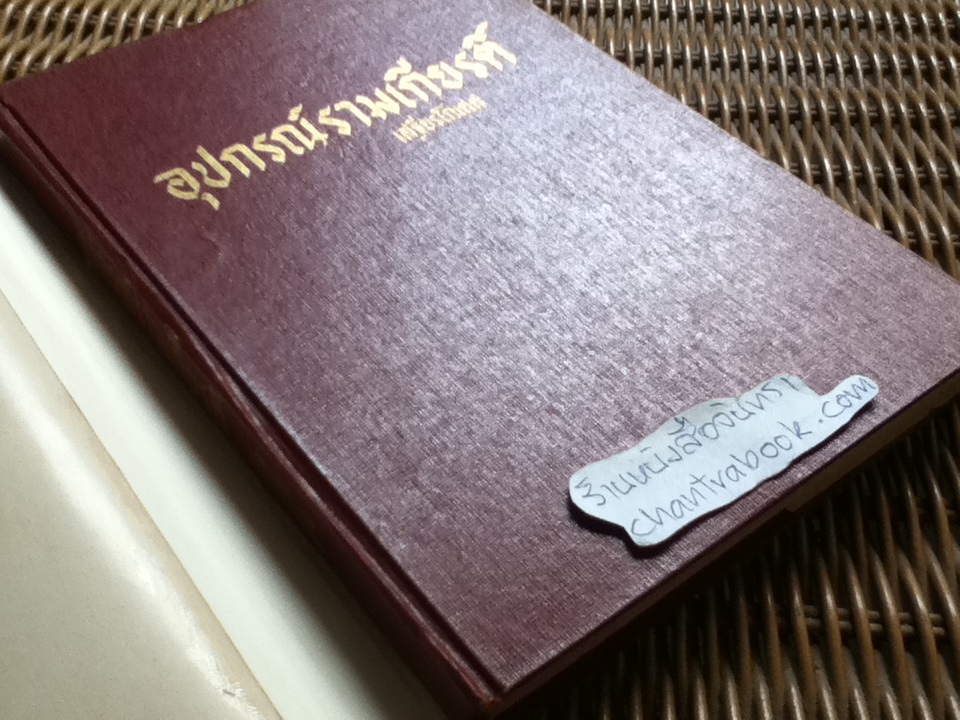 อุปกรณ์รามเกียรติ์
เสฐียรโกเศศ
ร้านหนังสือจันทรา
chantrabook.com